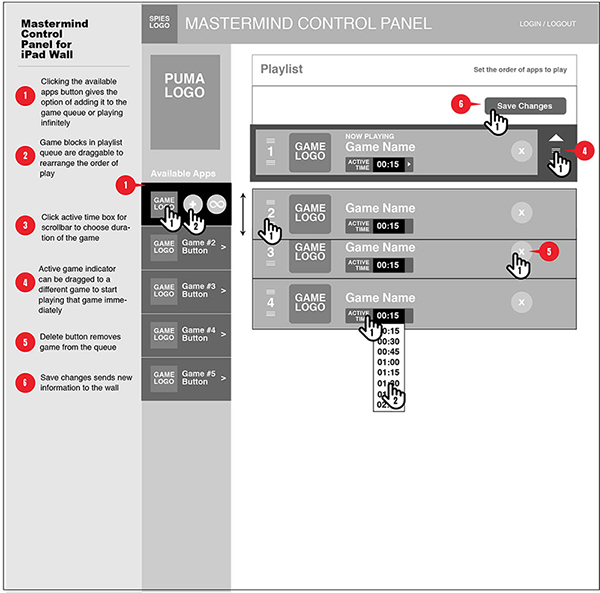 Mastermind
Control
Panel for
iPad Wall
1
Clicking the available
apps button gives the
option of adding it to the
game queue or playing
infinitely
2
Game blocks in playlist
queue are draggable to
rearrange the order of
play
3
Click active time box for
scrollbar to choose dura-
tion of the game
4
Active game indicator
can be dragged to a
different game to start
playing that game imme-
diately
5
Delete button removes
game from the queue
6
Save changes sends new
information to the wall
SPIES
LOGO
MASTERMIND CONTROL PANEL
LOGIN / LOGOUT
PUMA
LOGO
Available Apps
1
GAME
LOGO
+
∞
1
2
GAME
LOGO
Game #2
Button
>
GAME
LOGO
Game #3
Button
>
GAME
LOGO
Game #4
Button
>
GAME
LOGO
Game #5
Button
>
Playlist
Set the order of apps to play
6
Save Changes
1
1
GAME
LOGO
NOW PLAYING
Game Name
ACTIVE
TIME
00:15
X
1
4
2
1
GAME
LOGO
Game Name
ACTIVE
TIME
00:15
X
3
GAME
LOGO
Game Name
ACTIVE
TIME
00:15
X
1
5
4
GAME
LOGO
Game Name
ACTIVE
TIME
00:15
X
1
00:15
00:30
00:45
01:00
01:15
2